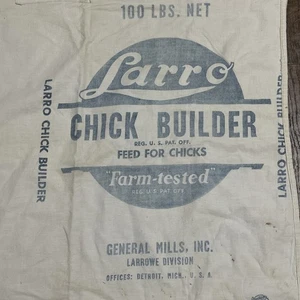 100 LBS. NET
Larro
CHICK BUILDER
REG. U. S. PAT. OFF.
FEED FOR CHICKS
"Farm-tested"
REG. U.S. PAT. OFF.
GENERAL MILLS, INC.
LARROWE DIVISION
OFFICES: DETROIT, MICH., U. S. A.
LARRO CHICK BUILDER
LARRO CHICK BUILDER